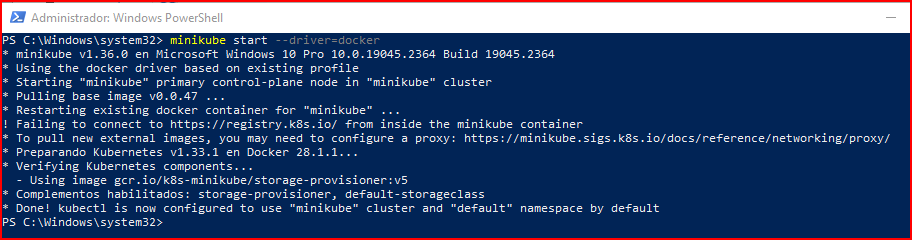 Administrador: Windows PowerShell
PS C:\Windows\system32> minikube start --driver=docker
* minikube v1.36.0 en Microsoft Windows 10 Pro 10.0.19045.2364 Build 19045.2364
* Using the docker driver based on existing profile
* Starting "minikube" primary control-plane node in "minikube" cluster
* Pulling base image v0.0.47 ...
* Restarting existing docker container for "minikube" ...
! Failing to connect to https://registry.k8s.io/ from inside the minikube container
* To pull new external images, you may need to configure a proxy: https://minikube.sigs.k8s.io/docs/reference/networking/proxy/
* Preparando Kubernetes v1.33.1 en Docker 28.1.1...
* Verifying Kubernetes components...
  - Using image gcr.io/k8s-minikube/storage-provisioner:v5
* Complementos habilitados: storage-provisioner, default-storageclass
* Done! kubectl is now configured to use "minikube" cluster and "default" namespace by default
PS C:\Windows\system32>